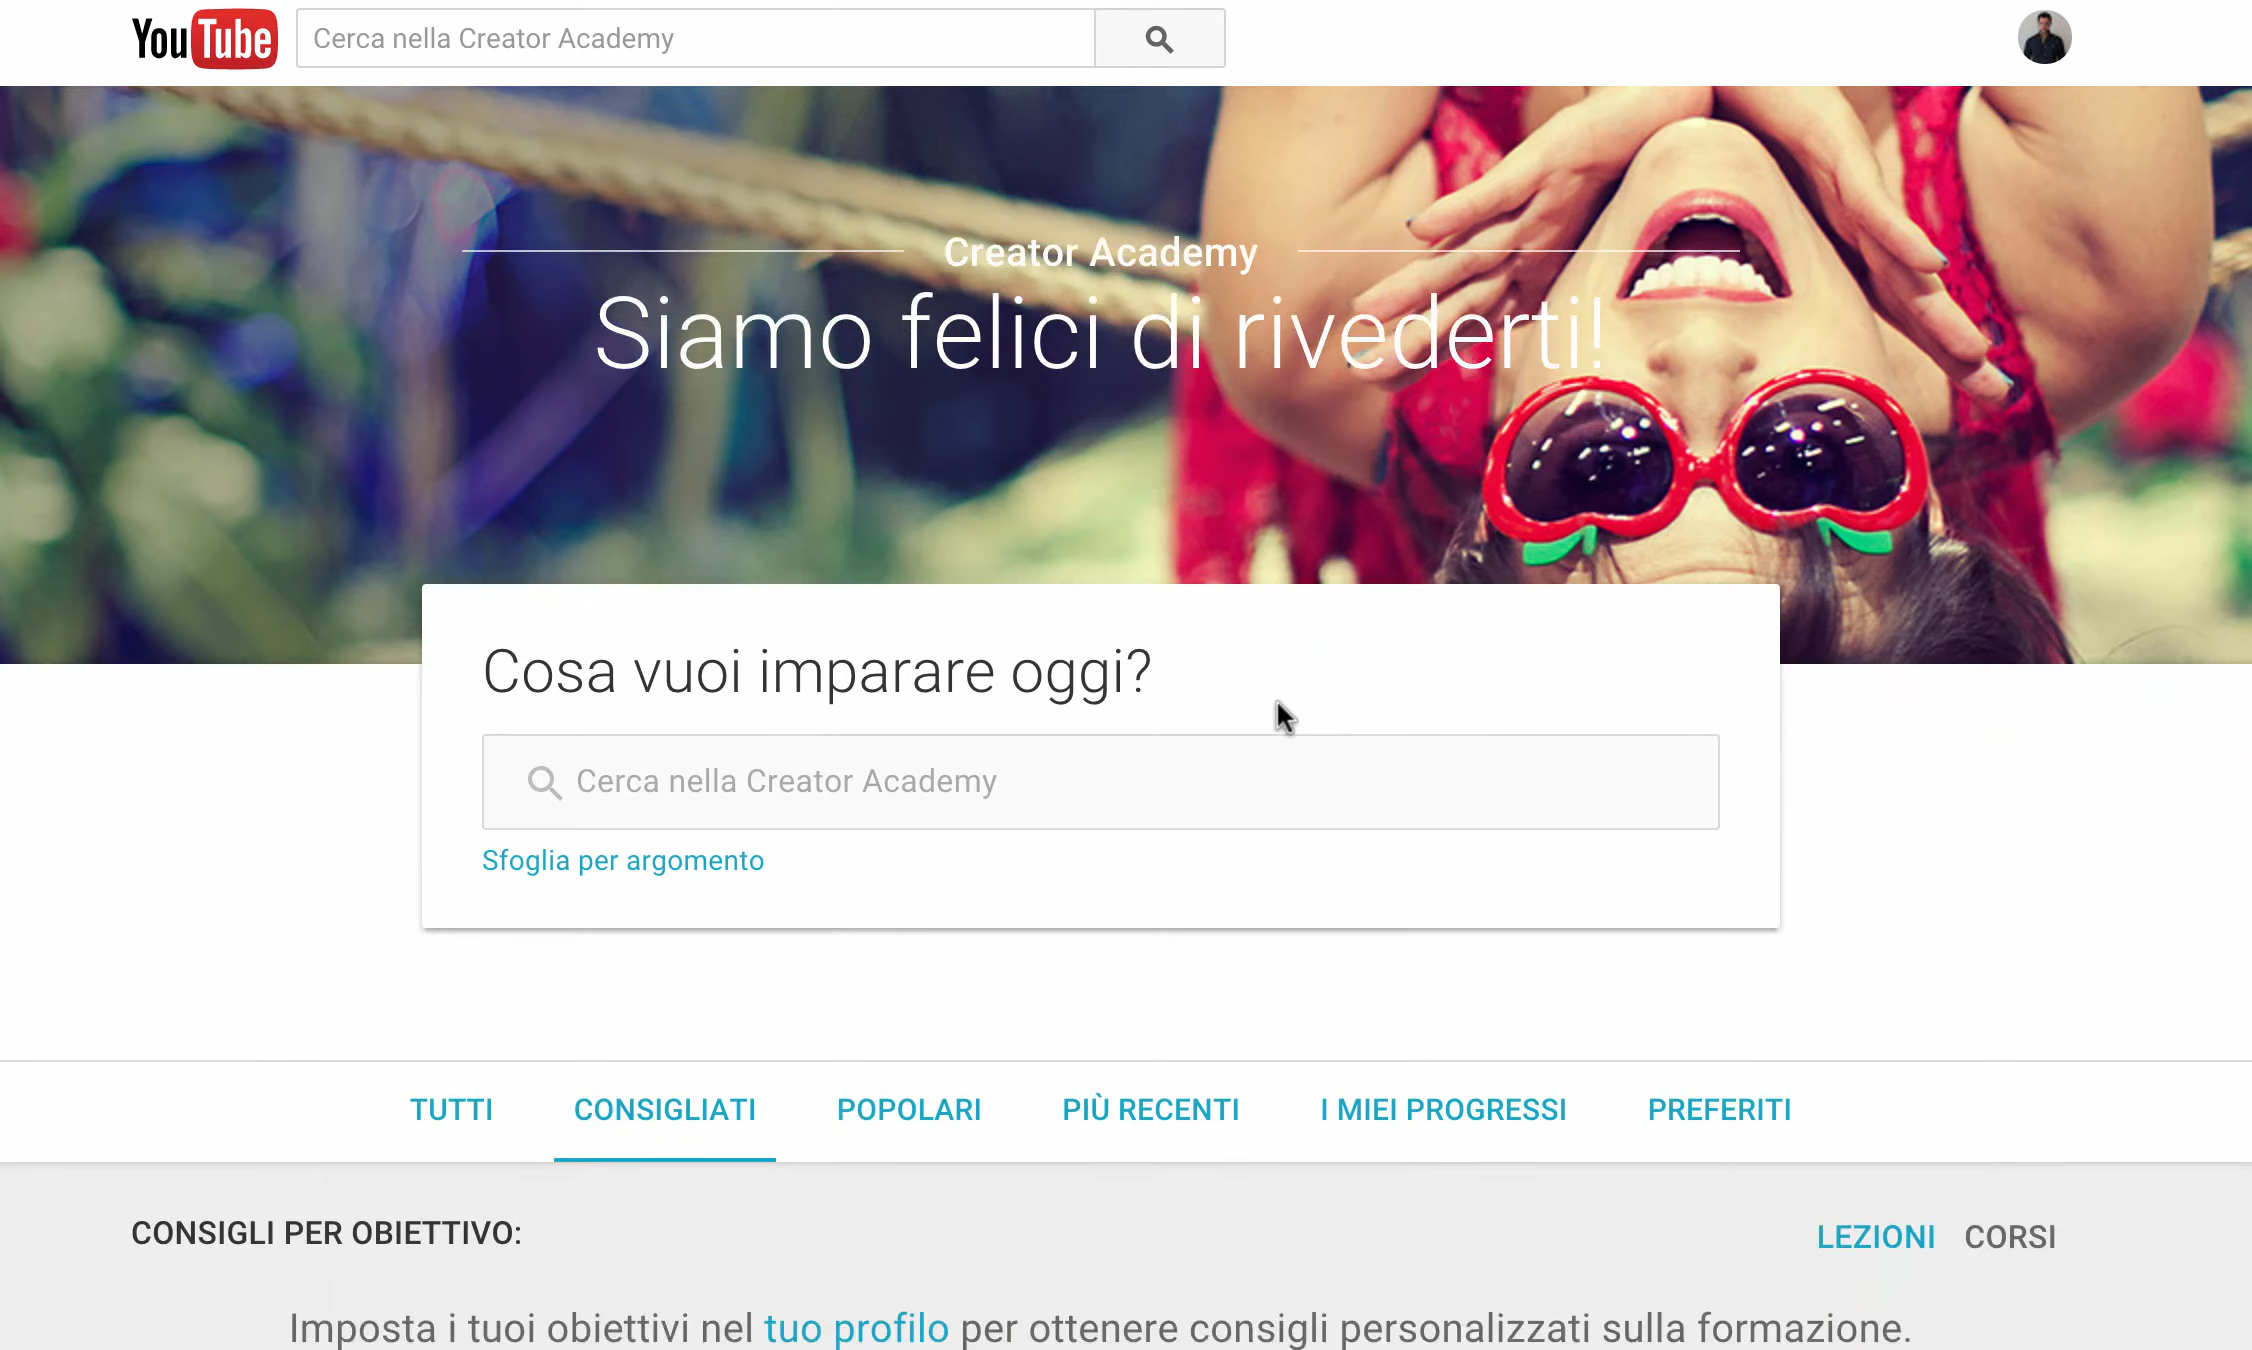 YouTube
Cerca nella Creator Academy
Creator Academy
Siamo felici di rivederti!
Cosa vuoi imparare oggi?
Cerca nella Creator Academy
Sfoglia per argomento
TUTTI CONSIGLIATI POPOLARI PIÙ RECENTI I MIEI PROGRESSI PREFERITI
CONSIGLI PER OBIETTIVO:
LEZIONI CORSI
Imposta i tuoi obiettivi nel tuo profilo per ottenere consigli personalizzati sulla formazione.